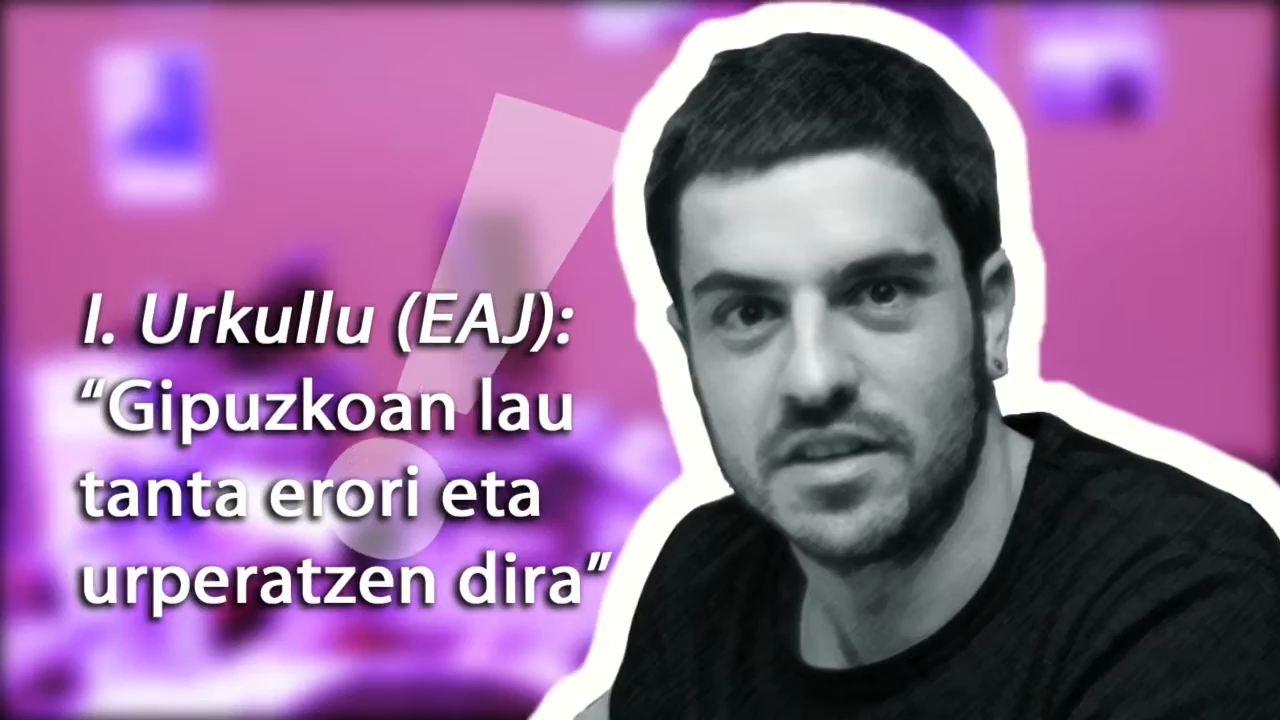 I. Urkullu (EAJ):
“Gipuzkoan lau
tanta erori eta
urperatzen dira”